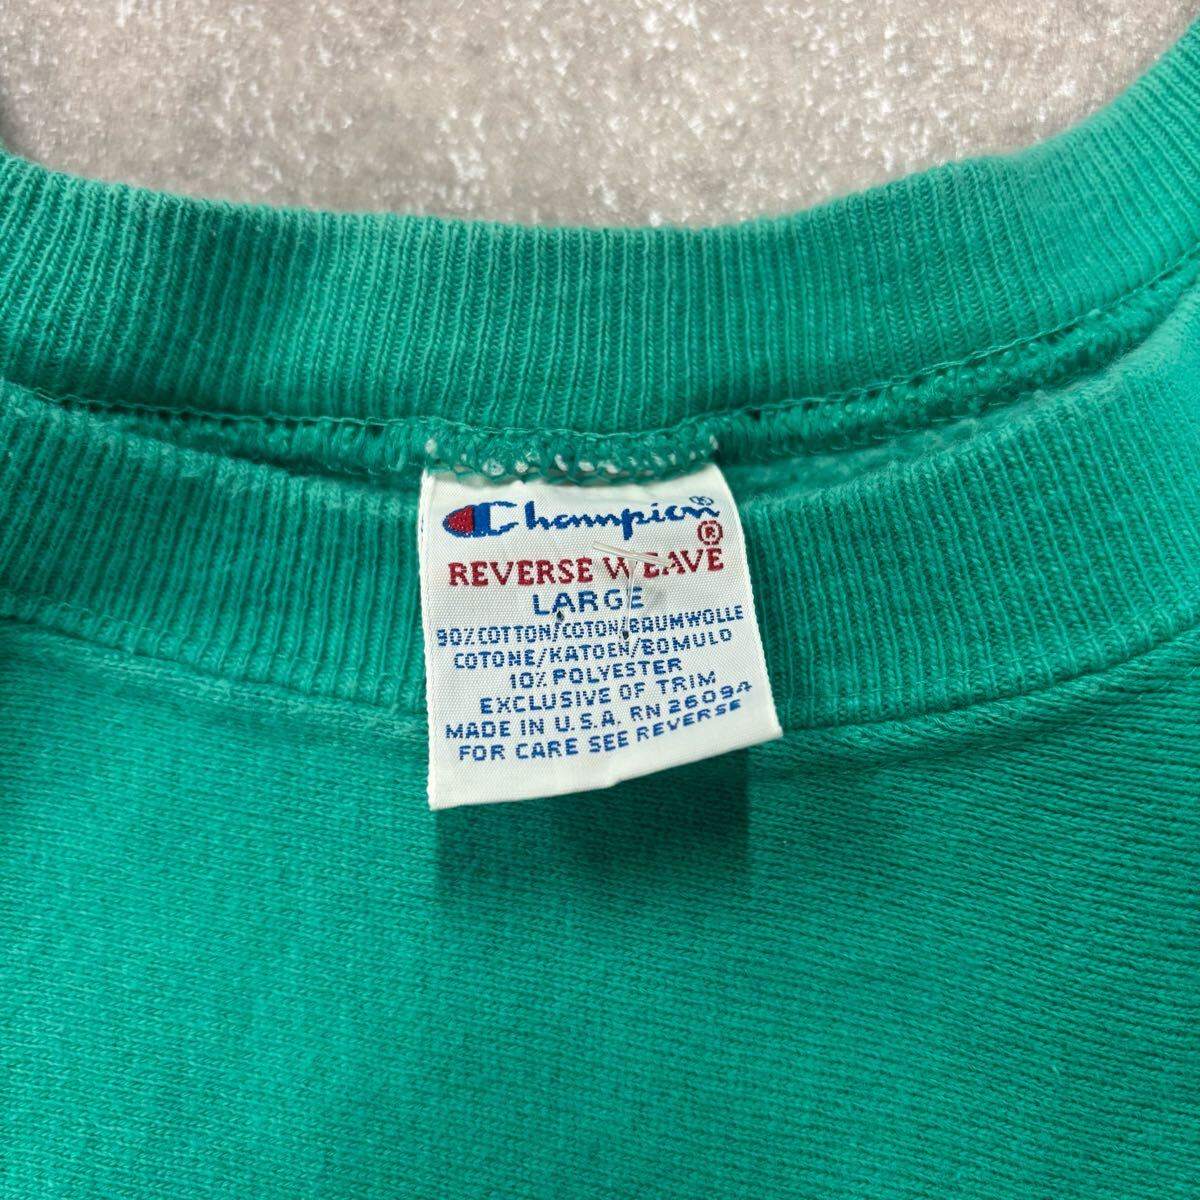 Champion®
®
REVERSE WEAVE
LARGE
90% COTTON/COTON/BAUMWOLLE
COTONE/KATOEN/BOMULD
10% POLYESTER
EXCLUSIVE OF TRIM
MADE IN U.S.A. RN 26094
FOR CARE SEE REVERSE